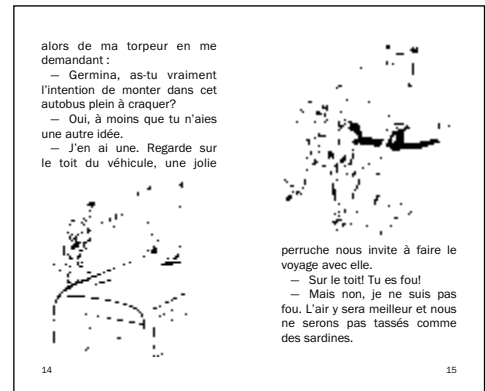 alors de ma torpeur en me
demandant :
— Germina, as-tu vraiment
l'intention de monter dans cet
autobus plein à craquer?
— Oui, à moins que tu n'aies
une autre idée.
— J'en ai une. Regarde sur
le toit du véhicule, une jolie
14
perruche nous invite à faire le
voyage avec elle.
— Sur le toit! Tu es fou!
— Mais non, je ne suis pas
fou. L'air y sera meilleur et nous
ne serons pas tassés comme
des sardines.
15